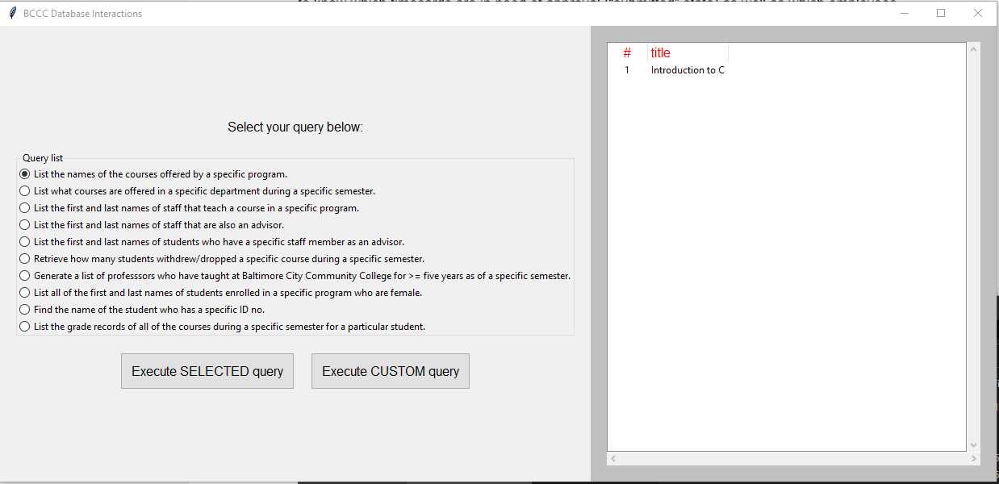 BCCC Database Interactions
Select your query below:
Query list
List the names of the courses offered by a specific program.
List what courses are offered in a specific department during a specific semester.
List the first and last names of staff that teach a course in a specific program.
List the first and last names of staff that are also an advisor.
List the first and last names of students who have a specific staff member as an advisor.
Retrieve how many students withdrew/dropped a specific course during a specific semester.
Generate a list of professsors who have taught at Baltimore City Community College for >= five years as of a specific semester.
List all of the first and last names of students enrolled in a specific program who are female.
Find the name of the student who has a specific ID no.
List the grade records of all of the courses during a specific semester for a particular student.
Execute SELECTED query
Execute CUSTOM query
# title
1 Introduction to C